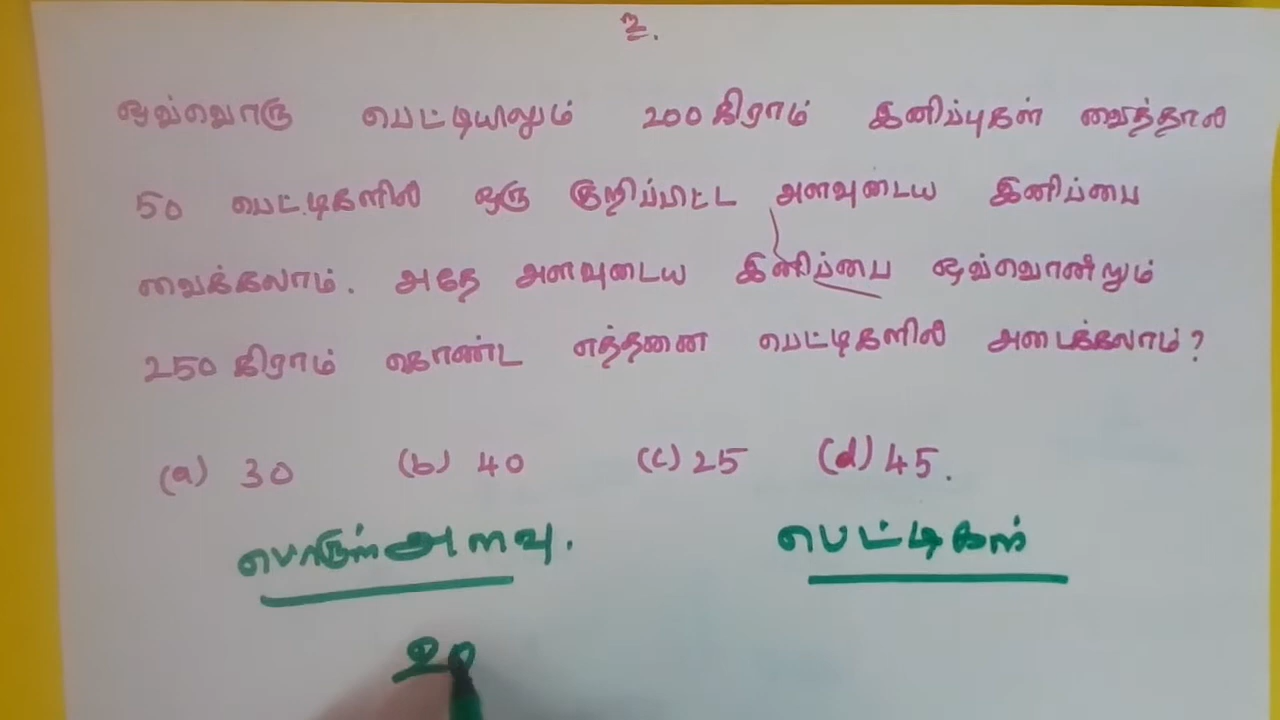 2.
ஒவ்வொரு பெட்டியிலும் 200 கிராம் இனிப்புகள் வைத்தால்
50 பெட்டிகளில் ஒரு குறிப்பிட்ட அளவுடைய இனிப்பை
வைக்கலாம். அதே அளவுடைய இனிப்பை ஒவ்வொன்றும்
250 கிராம் கொண்ட எத்தனை பெட்டிகளில் அடைக்கலாம்?
(a) 30 (b) 40 (c) 25 (d) 45.
பொருள் அளவு. பெட்டிகள்
20